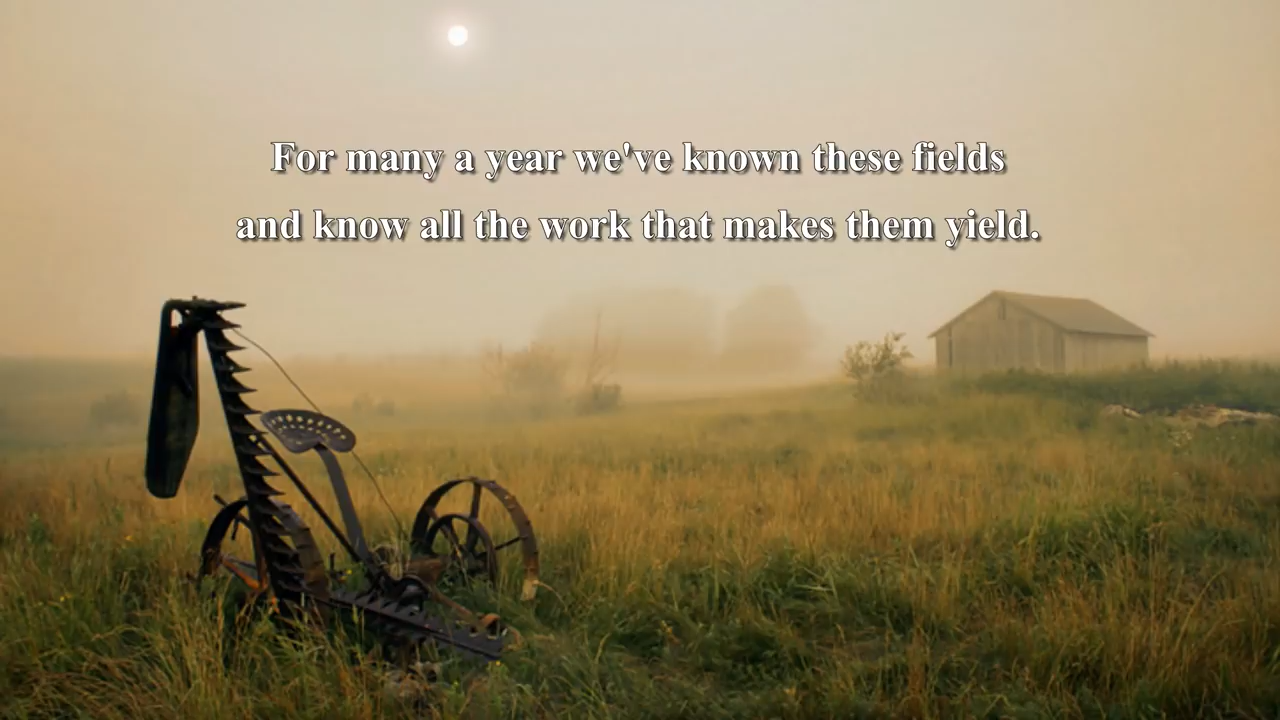 For many a year we've known these fields
and know all the work that makes them yield.